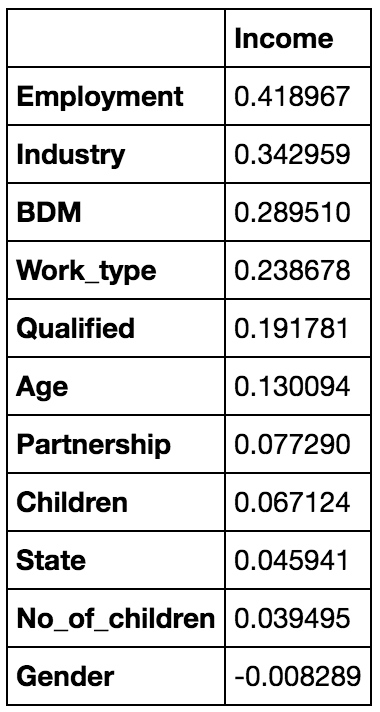 Income
Employment 0.418967
Industry 0.342959
BDM 0.289510
Work_type 0.238678
Qualified 0.191781
Age 0.130094
Partnership 0.077290
Children 0.067124
State 0.045941
No_of_children 0.039495
Gender -0.008289